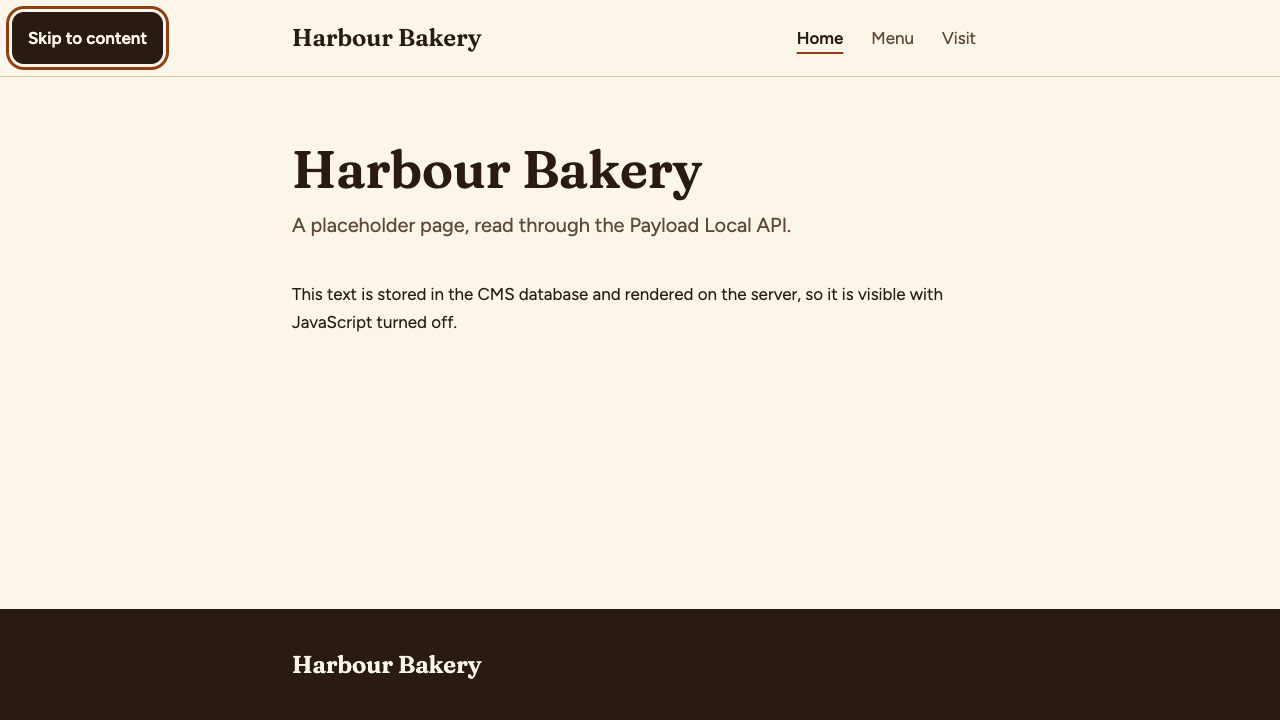 Skip to content
Harbour Bakery
Home
Menu
Visit
Harbour Bakery
A placeholder page, read through the Payload Local API.
This text is stored in the CMS database and rendered on the server, so it is visible with
JavaScript turned off.
Harbour Bakery